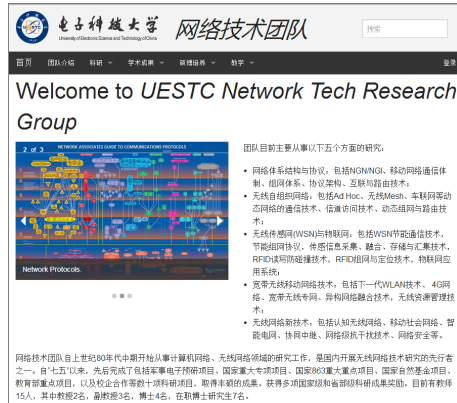 电子科技大学 网络技术团队 搜索
University of Electronic Science and Technology of China
首页 团队介绍 科研 学术成果 硕博培养 教学 登录
Welcome to UESTC Network Tech Research
Group
2 of 3 NETWORK ASSOCIATES GUIDE TO COMMUNICATIONS PROTOCOLS
Network Protocols.
团队目前主要从事以下五个方面的研究:
网络体系结构与协议,包括NGN/NGI、移动网络通信体
制、组网体系、协议架构、互联与路由技术;
无线自组织网络,包括Ad Hoc、无线Mesh、车联网等动
态网络的通信技术、信道访问技术、动态组网与路由技
术;
无线传感网(WSN)与物联网:包括WSN节能通信技术、
节能组网协议、传感信息采集、融合、存储与汇集技术、
RFID读写防碰撞技术、RFID组网与定位技术,物联网应
用系统;
宽带无线移动网络技术:包括下一代WLAN技术、 4G网
络、宽带无线专网、异构网络融合技术,无线资源管理技
术;
无线网络新技术,包括认知无线网络、移动社会网络、智
能电网、协同中继、网络级抗干扰技术、网络安全等。
网络技术团队自上世纪80年代中期开始从事计算机网络、无线网络领域的研究工作,是国内开展无线网络技术研究的先行者
之一。自"七五"以来,先后完成了包括军事电子预研项目、国家重大专项项目、国家863重大重点项目、国家自然基金项目、
教育部重点项目,以及校企合作等数十项科研项目,取得丰硕的成果。获得多项国家级和省部级科研成果奖励。目前有教师
15人,其中教授2名,副教授3名,博士4名,在职博士研究生7名。